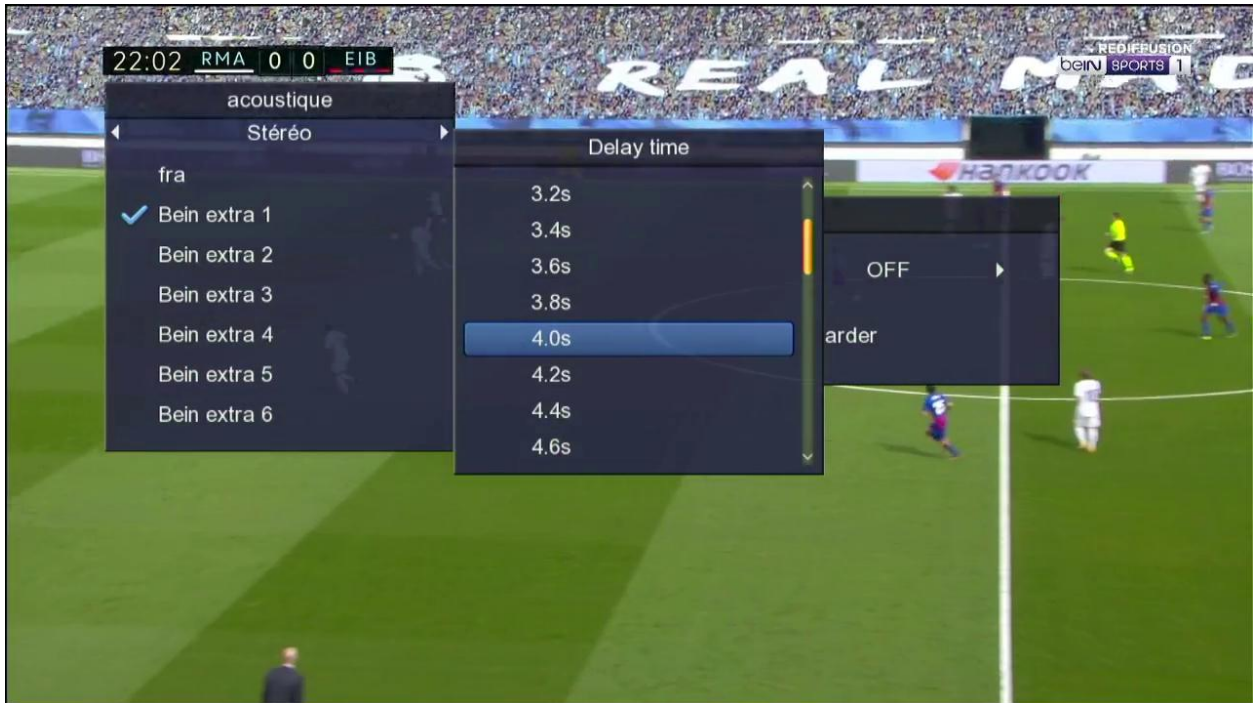 22:02 RMA 0 0 EIB
REAL
REDIFFUSION
beIN SPORTS 1
acoustique
Stéréo
fra
Bein extra 1
Bein extra 2
Bein extra 3
Bein extra 4
Bein extra 5
Bein extra 6
Delay time
3.2s
3.4s
3.6s
3.8s
4.0s
4.2s
4.4s
4.6s
HANKOOK
OFF
arder